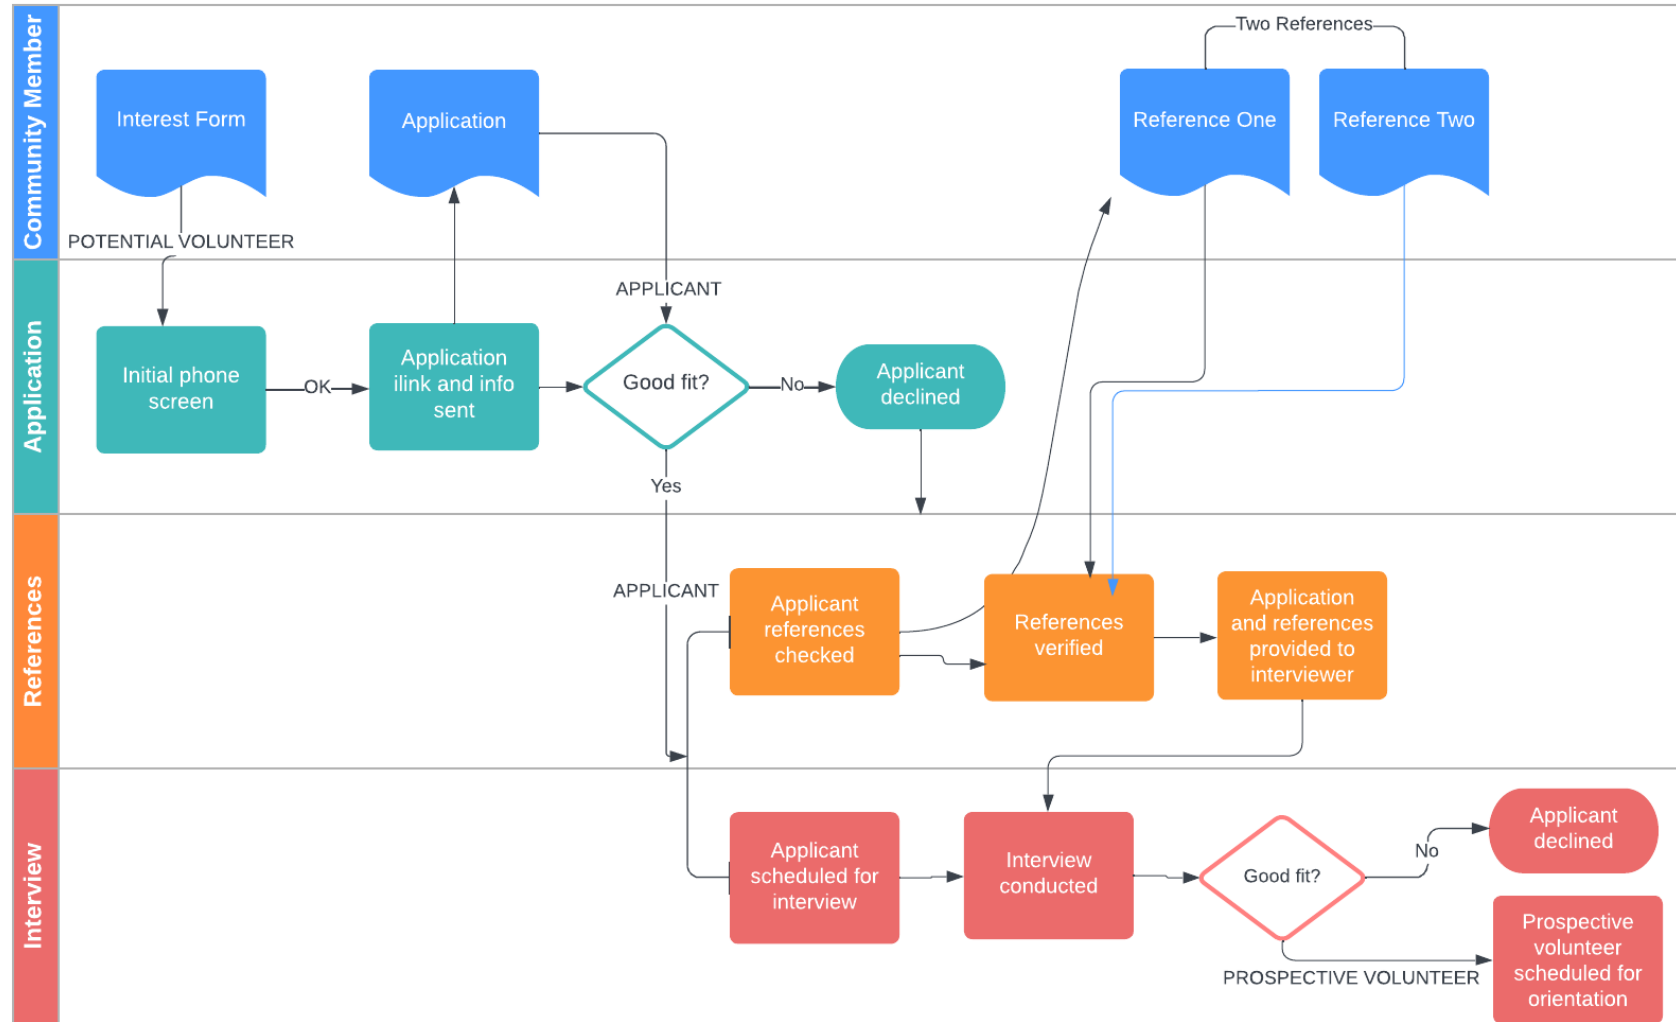 Community Member
Two References
Interest Form
Application
Reference One
Reference Two
POTENTIAL VOLUNTEER
Application
APPLICANT
Initial phone
screen
OK
Application
ilink and info
sent
Good fit?
No
Applicant
declined
Yes
References
APPLICANT
Applicant
references
checked
References
verified
Application
and references
provided to
interviewer
Interview
Applicant
scheduled for
interview
Interview
conducted
Good fit?
No
Applicant
declined
PROSPECTIVE VOLUNTEER
Prospective
volunteer
scheduled for
orientation